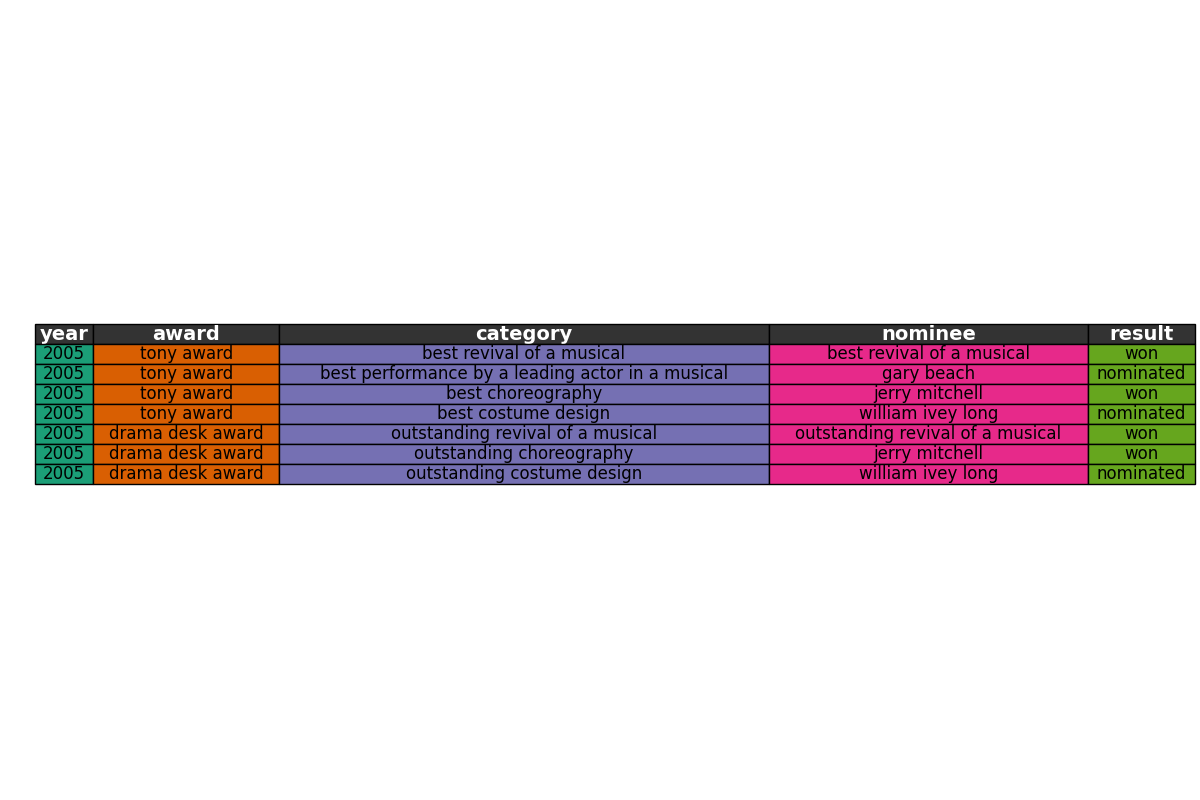 year award category nominee result
2005 tony award best revival of a musical best revival of a musical won
2005 tony award best performance by a leading actor in a musical gary beach nominated
2005 tony award best choreography jerry mitchell won
2005 tony award best costume design william ivey long nominated
2005 drama desk award outstanding revival of a musical outstanding revival of a musical won
2005 drama desk award outstanding choreography jerry mitchell won
2005 drama desk award outstanding costume design william ivey long nominated